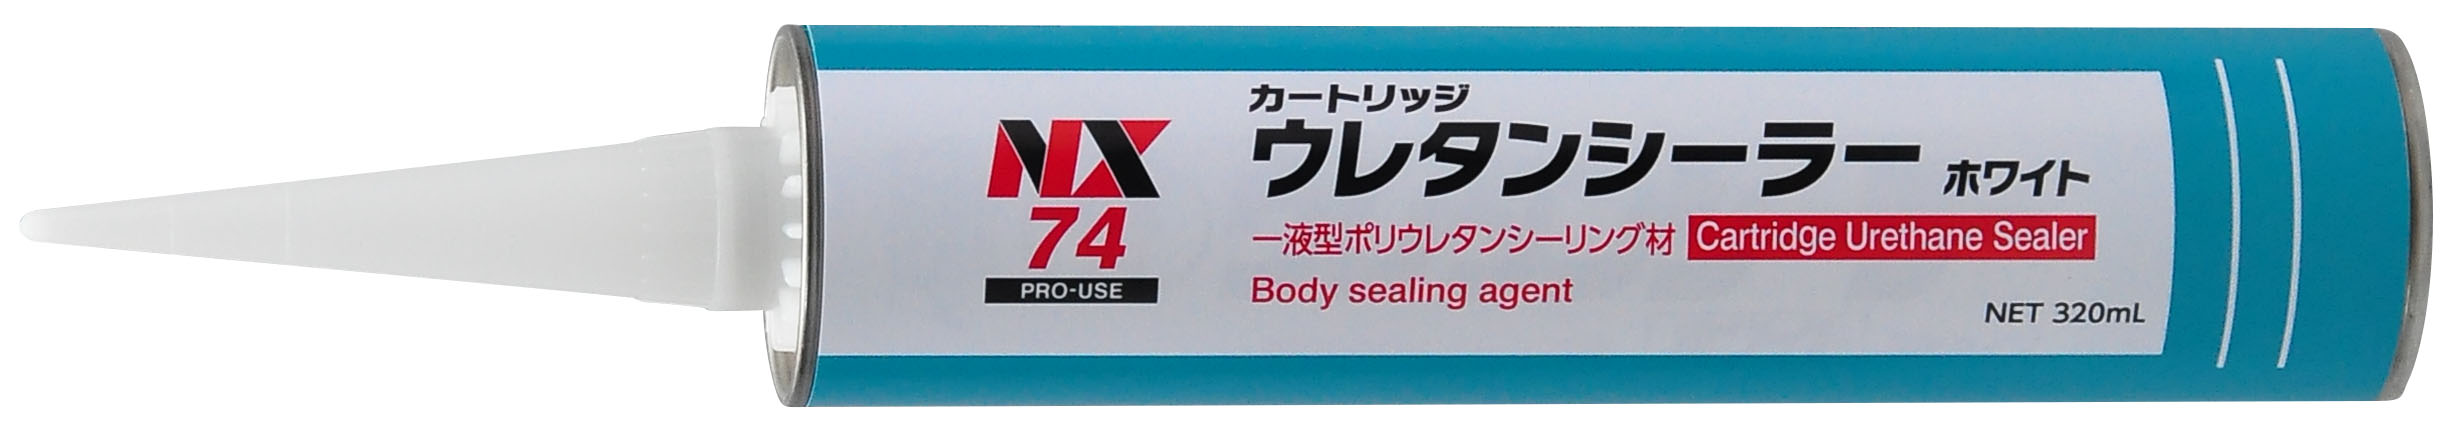 NX
74
PRO-USE
カートリッジ
ウレタンシーラー ホワイト
一液型ポリウレタンシーリング材 Cartridge Urethane Sealer
Body sealing agent
NET 320mL